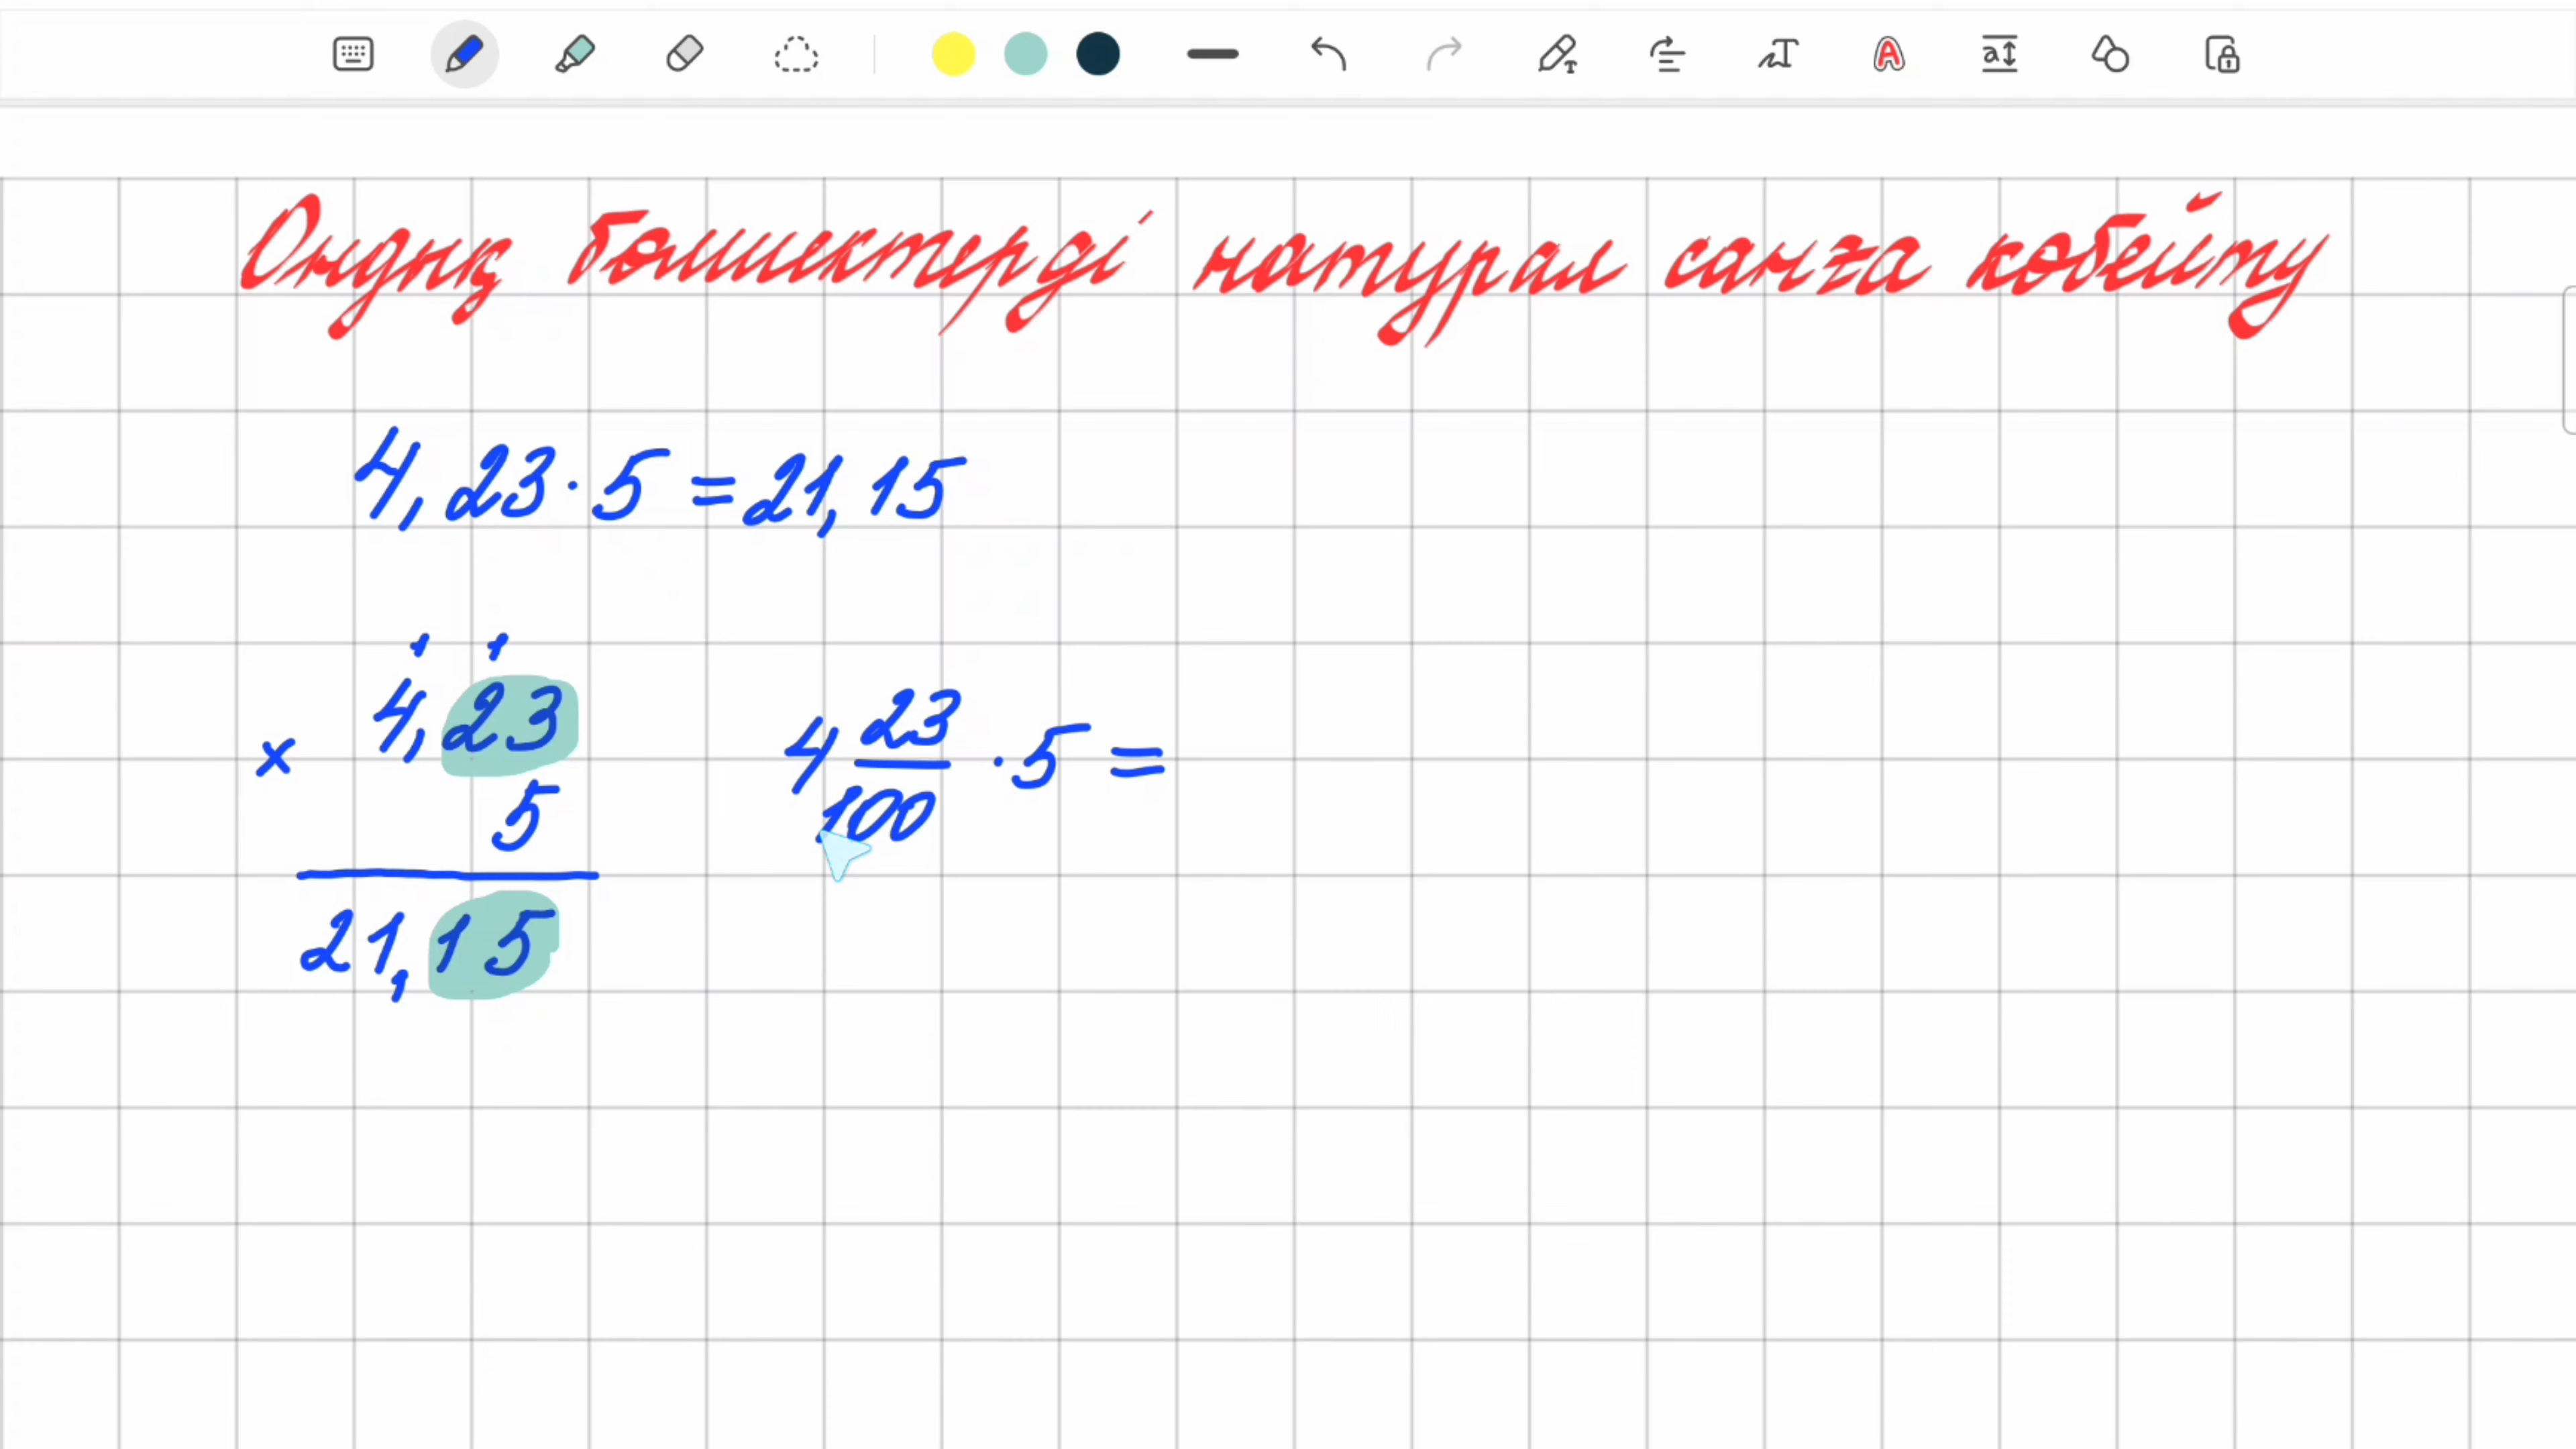 Ондық бөлшектерді натурал санға көбейту
4,23 · 5 = 21,15
4,23
× 5
21,15
4 23/100 · 5 =